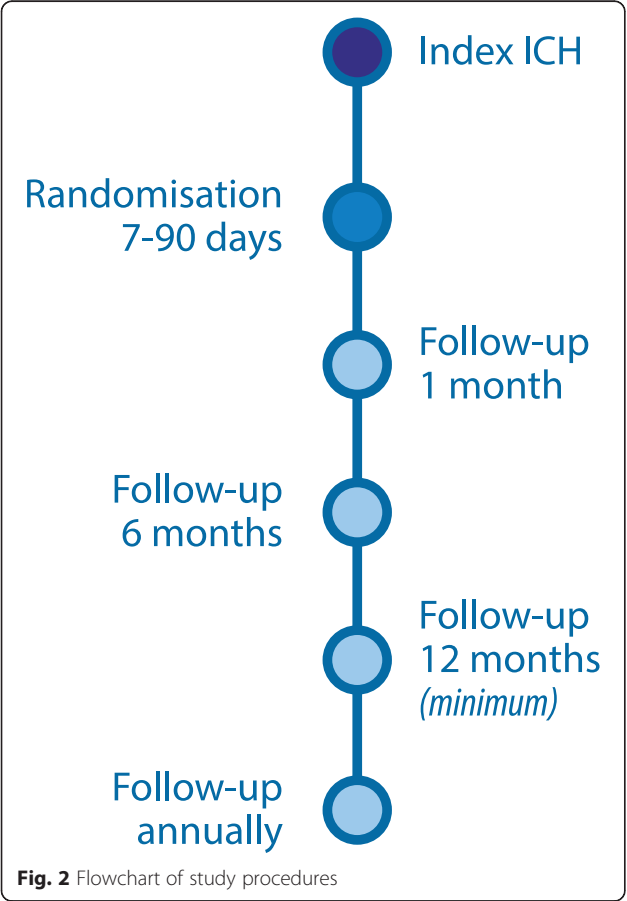 Index ICH
Randomisation
7-90 days
Follow-up
1 month
Follow-up
6 months
Follow-up
12 months
(minimum)
Follow-up
annually
Fig. 2 Flowchart of study procedures